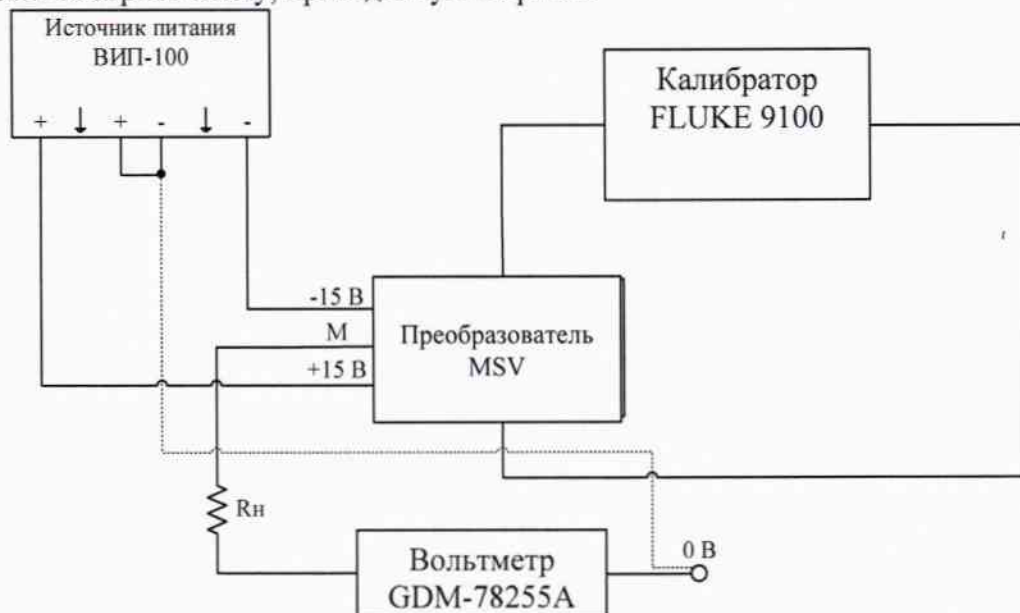 Источник питания
ВИП-100
+ ↓ + - ↓ -
Калибратор
FLUKE 9100
-15 В
М
+15 В
Преобразователь
MSV
Rн
Вольтметр
GDM-78255A
0 В